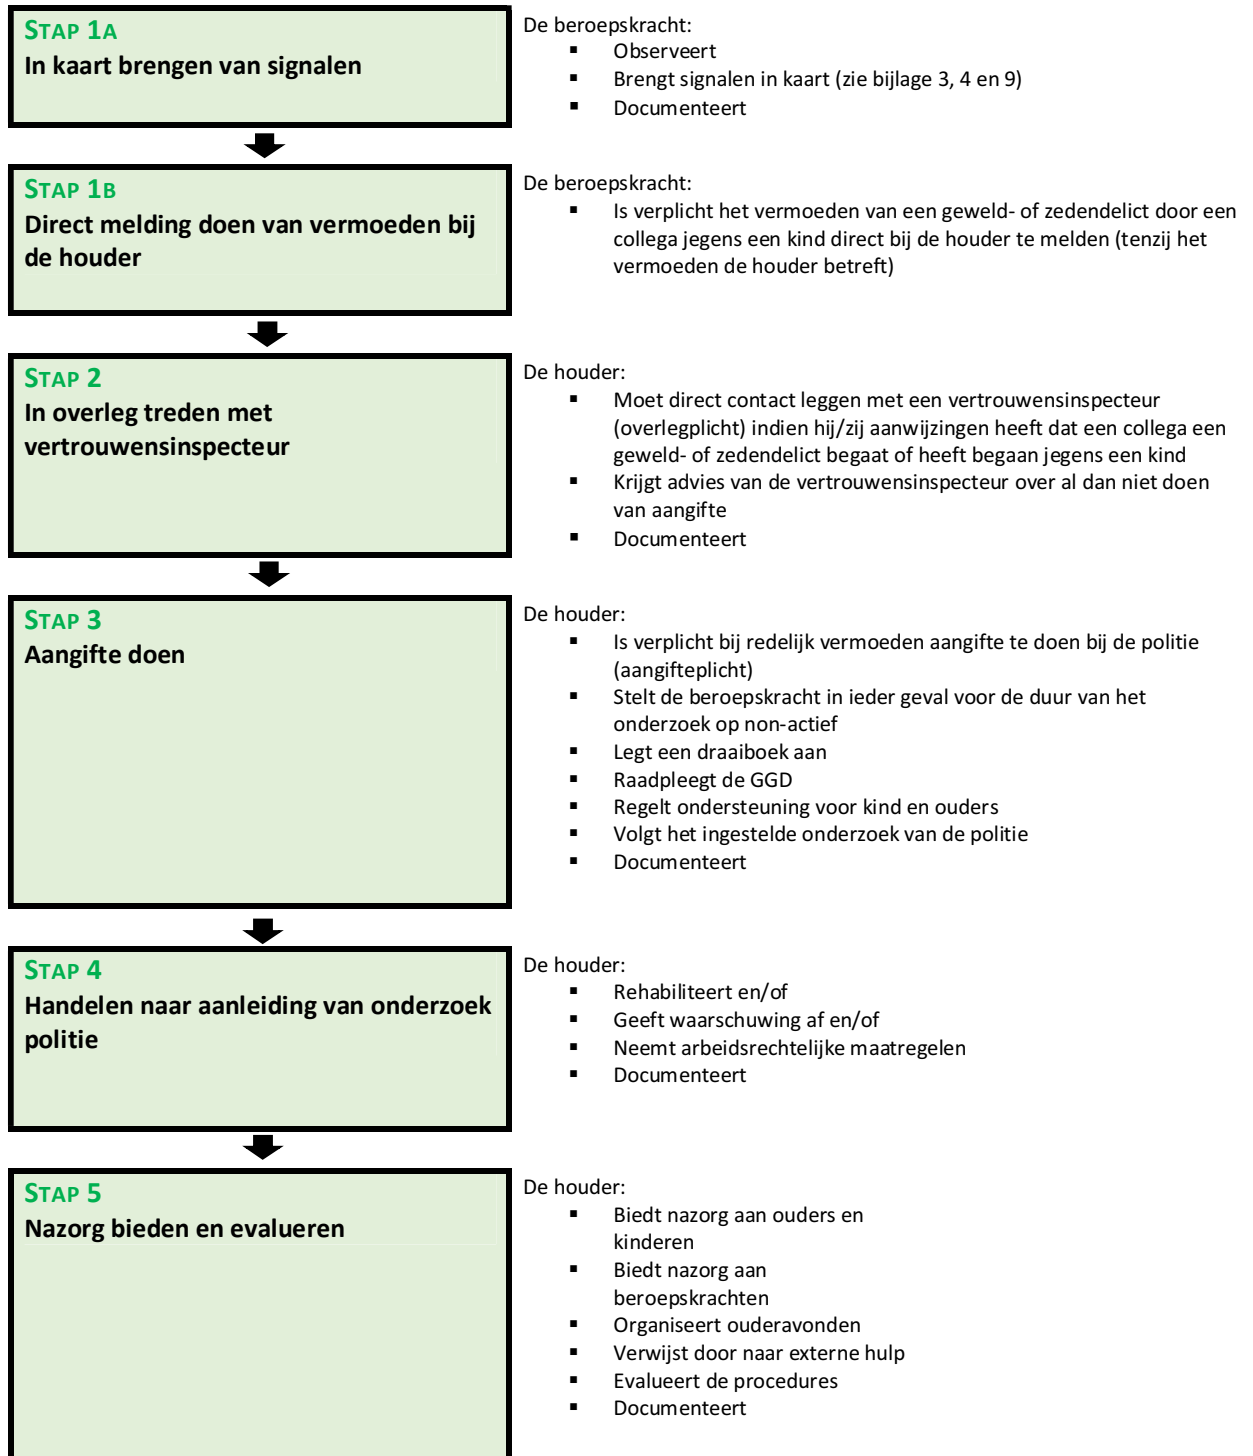 STAP 1A
In kaart brengen van signalen
De beroepskracht:
▪ Observeert
▪ Brengt signalen in kaart (zie bijlage 3, 4 en 9)
▪ Documenteert
STAP 1B
Direct melding doen van vermoeden bij
de houder
De beroepskracht:
▪ Is verplicht het vermoeden van een geweld- of zedendelict door een
collega jegens een kind direct bij de houder te melden (tenzij het
vermoeden de houder betreft)
STAP 2
In overleg treden met
vertrouwensinspecteur
De houder:
▪ Moet direct contact leggen met een vertrouwensinspecteur
(overlegplicht) indien hij/zij aanwijzingen heeft dat een collega een
geweld- of zedendelict begaat of heeft begaan jegens een kind
▪ Krijgt advies van de vertrouwensinspecteur over al dan niet doen
van aangifte
▪ Documenteert
STAP 3
Aangifte doen
De houder:
▪ Is verplicht bij redelijk vermoeden aangifte te doen bij de politie
(aangifteplicht)
▪ Stelt de beroepskracht in ieder geval voor de duur van het
onderzoek op non-actief
▪ Legt een draaiboek aan
▪ Raadpleegt de GGD
▪ Regelt ondersteuning voor kind en ouders
▪ Volgt het ingestelde onderzoek van de politie
▪ Documenteert
STAP 4
Handelen naar aanleiding van onderzoek
politie
De houder:
▪ Rehabiliteert en/of
▪ Geeft waarschuwing af en/of
▪ Neemt arbeidsrechtelijke maatregelen
▪ Documenteert
STAP 5
Nazorg bieden en evalueren
De houder:
▪ Biedt nazorg aan ouders en
kinderen
▪ Biedt nazorg aan
beroepskrachten
▪ Organiseert ouderavonden
▪ Verwijst door naar externe hulp
▪ Evalueert de procedures
▪ Documenteert